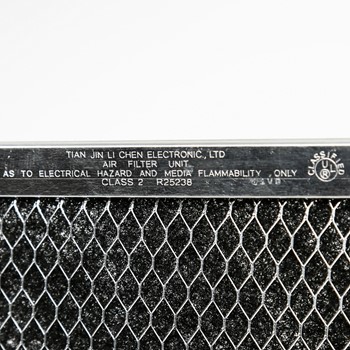 TIAN JIN LI CHEN ELECTRONIC., LTD
AIR FILTER UNIT
AS TO ELECTRICAL HAZARD AND MEDIA FLAMMABILITY ONLY
CLASS 2 R25238
CLASSIFIED
UL
®